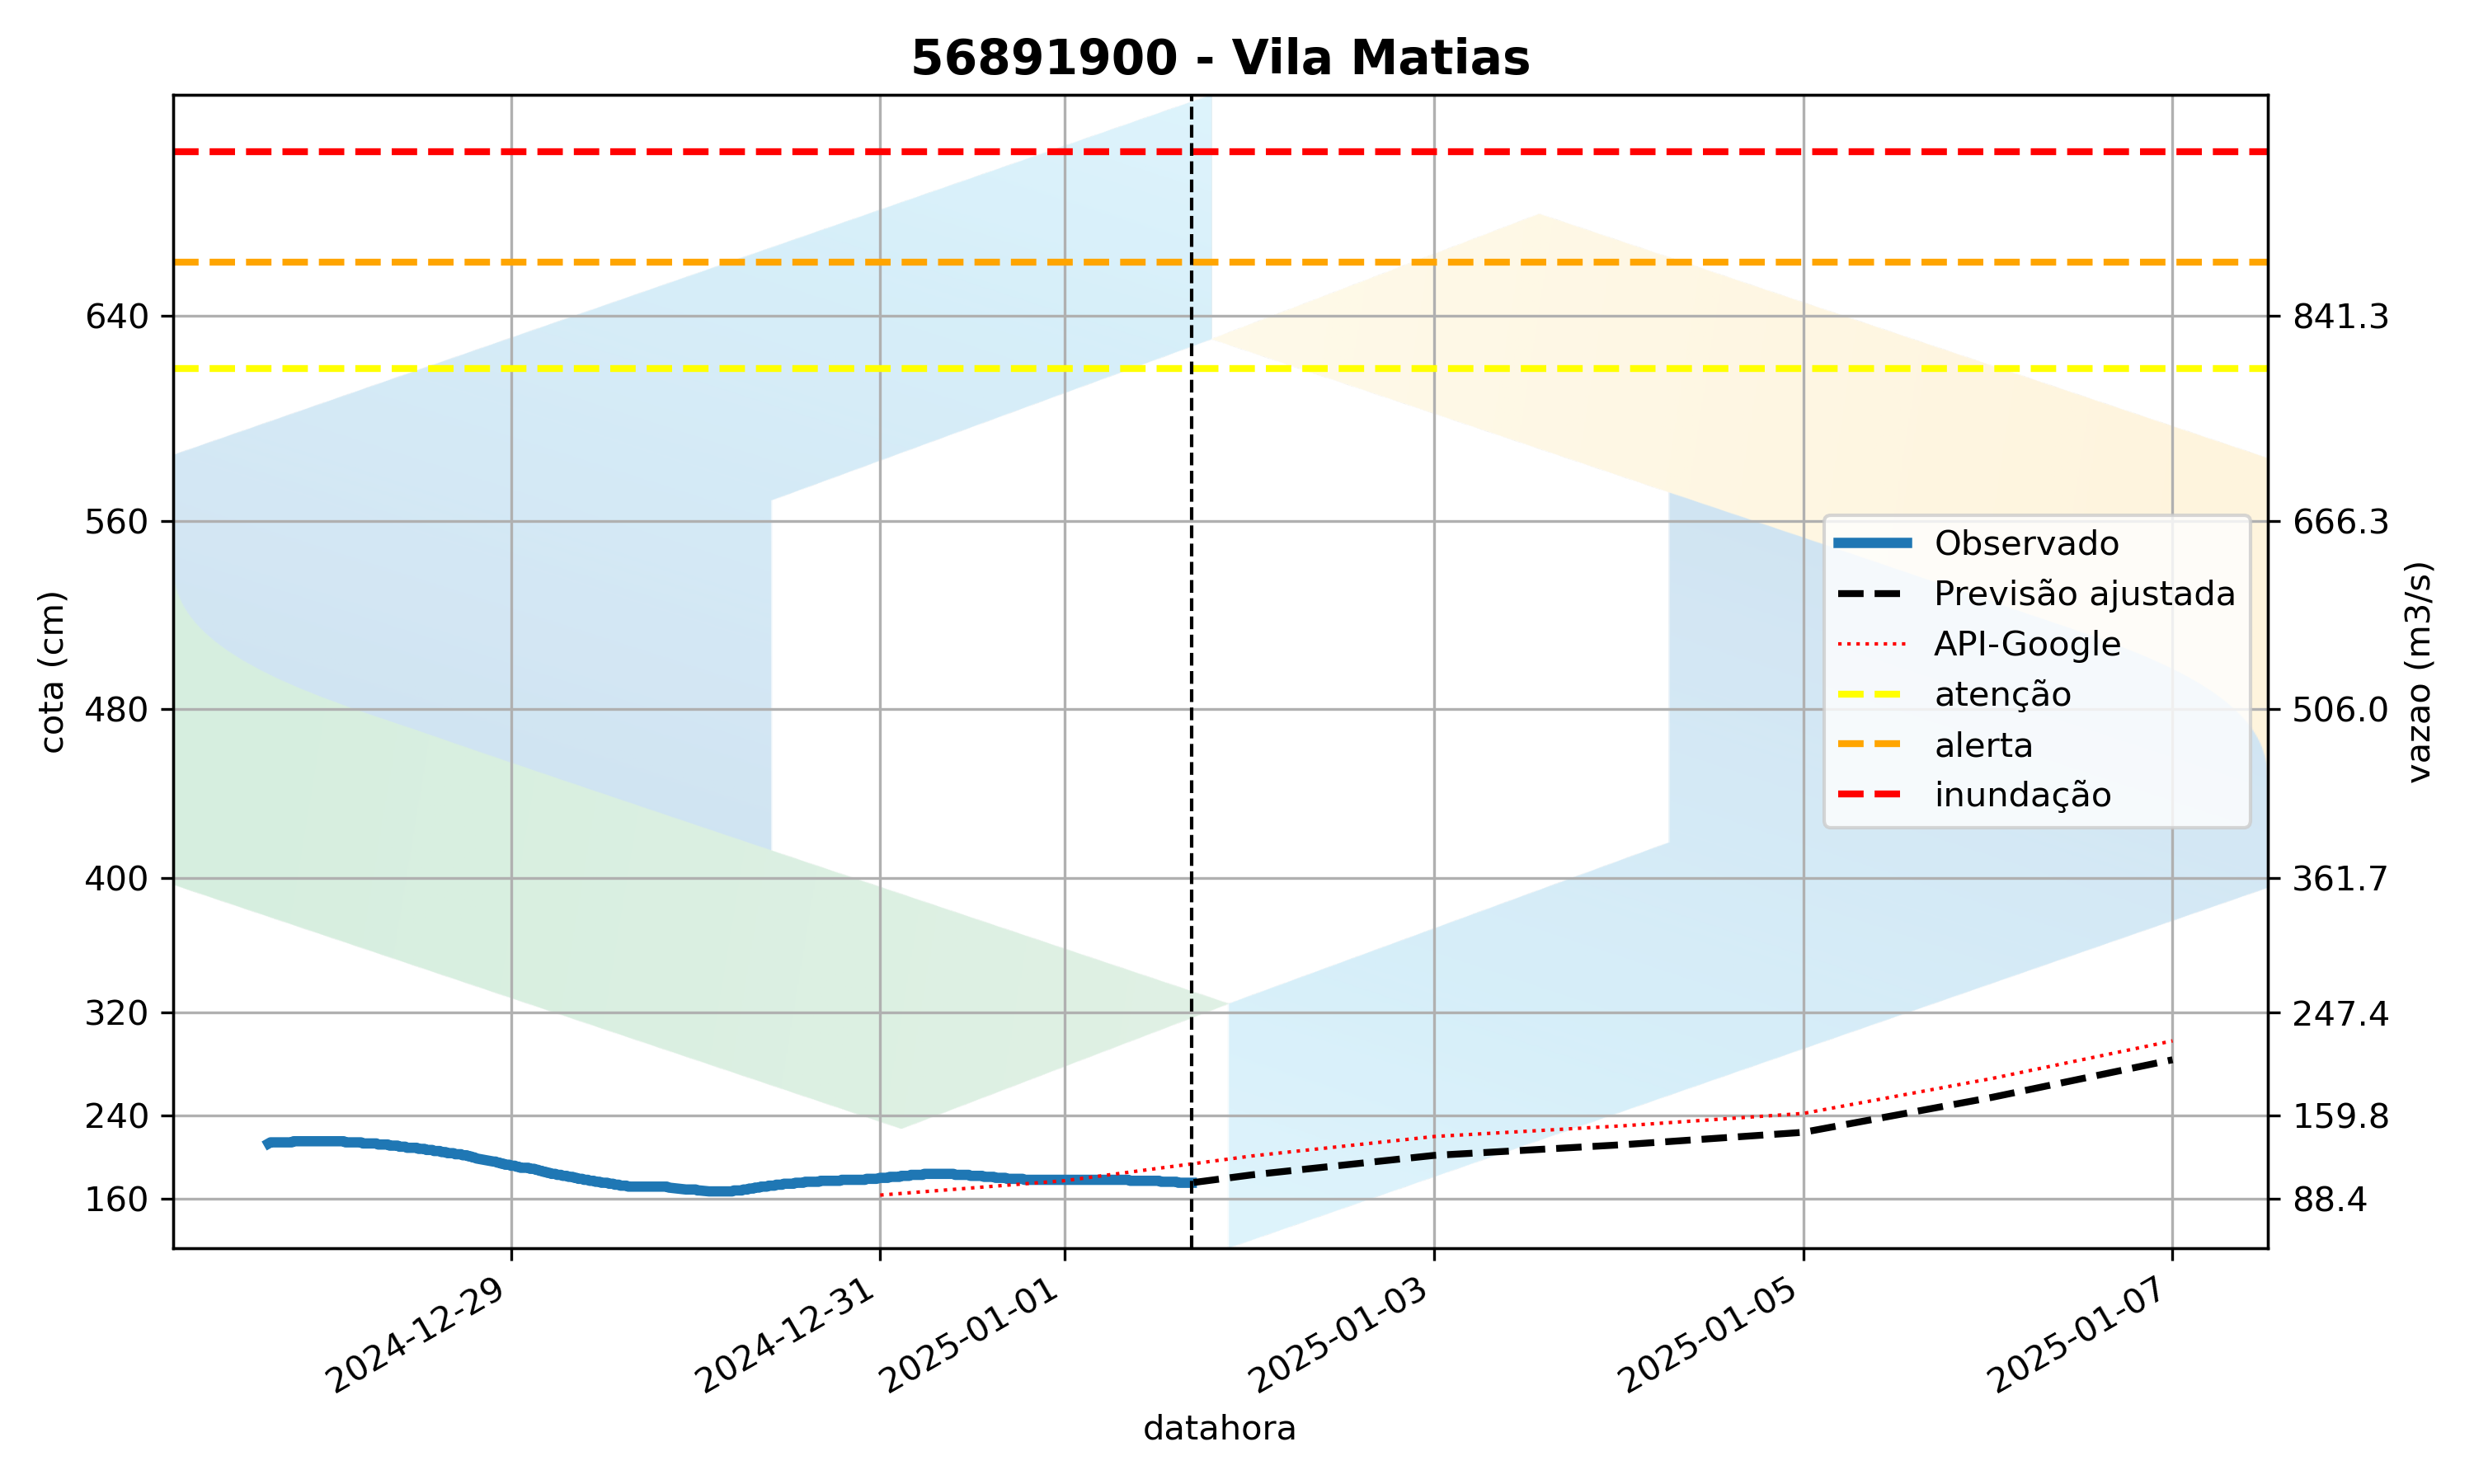 56891900 - Vila Matias
640
560
480
400
320
240
160
cota (cm)
841.3
666.3
506.0
361.7
247.4
159.8
88.4
vazao (m3/s)
Observado
Previsão ajustada
API-Google
atenção
alerta
inundação
2024-12-29
2024-12-31
2025-01-01
2025-01-03
2025-01-05
2025-01-07
datahora